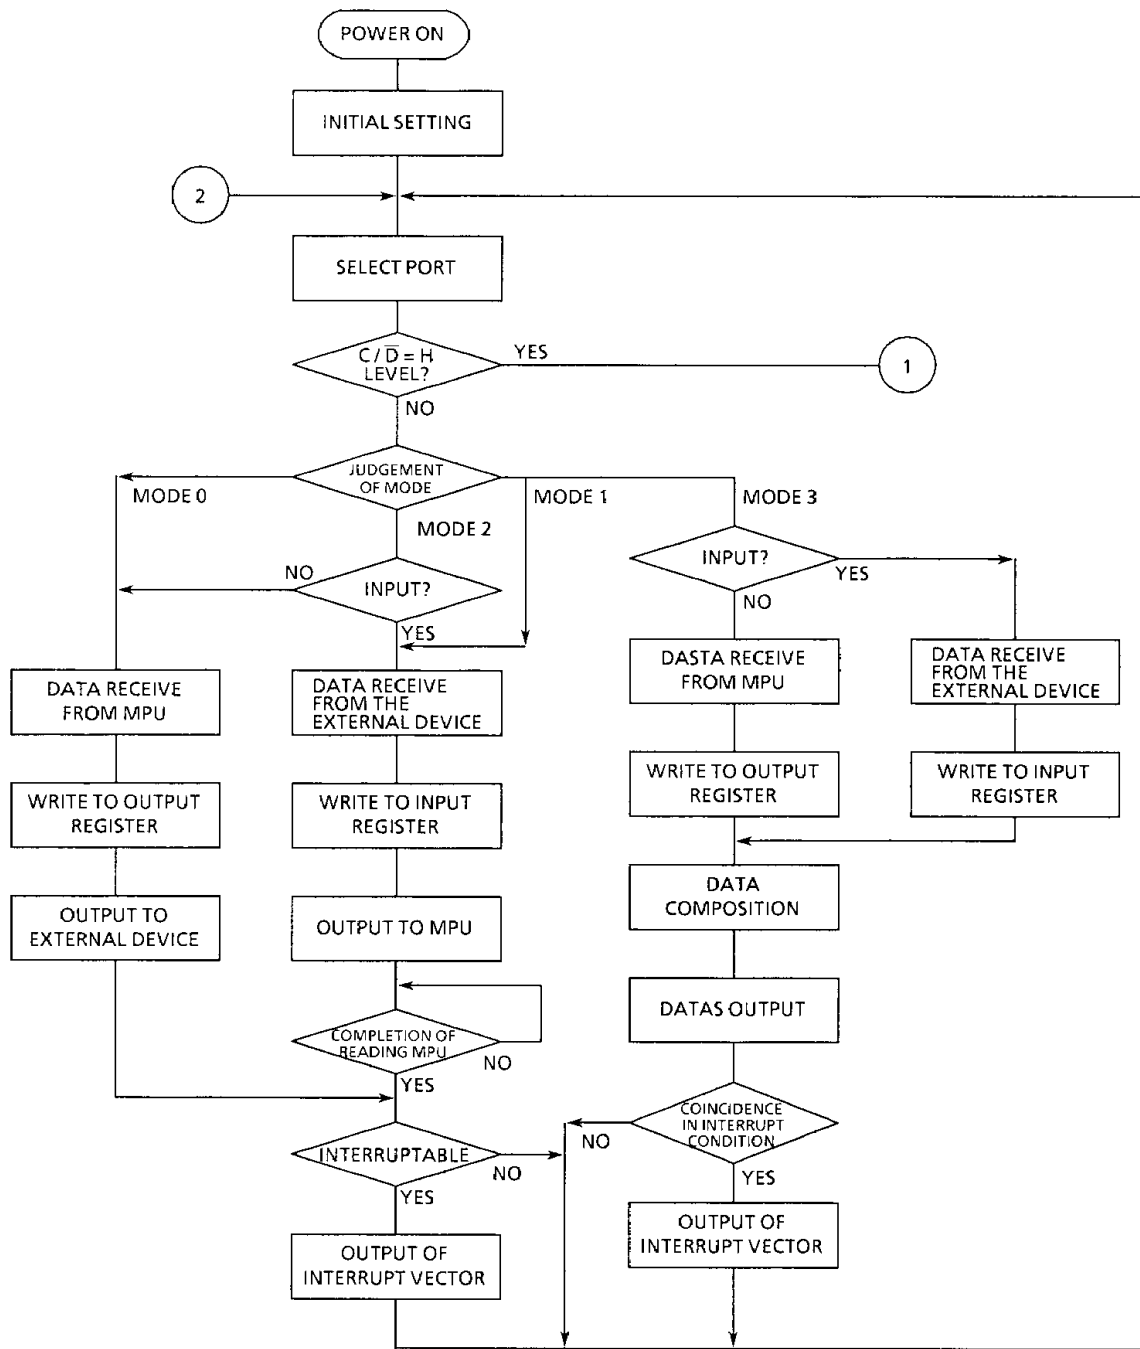 POWER ON
INITIAL SETTING
2
SELECT PORT
C / D̅ = H
LEVEL?
YES
1
NO
JUDGEMENT
OF MODE
MODE 0
MODE 1
MODE 3
MODE 2
INPUT?
NO
YES
INPUT?
YES
NO
DATA RECEIVE
FROM MPU
DATA RECEIVE
FROM THE
EXTERNAL DEVICE
DASTA RECEIVE
FROM MPU
DATA RECEIVE
FROM THE
EXTERNAL DEVICE
WRITE TO OUTPUT
REGISTER
WRITE TO INPUT
REGISTER
WRITE TO OUTPUT
REGISTER
WRITE TO INPUT
REGISTER
OUTPUT TO
EXTERNAL DEVICE
OUTPUT TO MPU
DATA
COMPOSITION
DATAS OUTPUT
COMPLETION OF
READING MPU
NO
YES
COINCIDENCE
IN INTERRUPT
CONDITION
NO
YES
INTERRUPTABLE
NO
YES
OUTPUT OF
INTERRUPT VECTOR
OUTPUT OF
INTERRUPT VECTOR